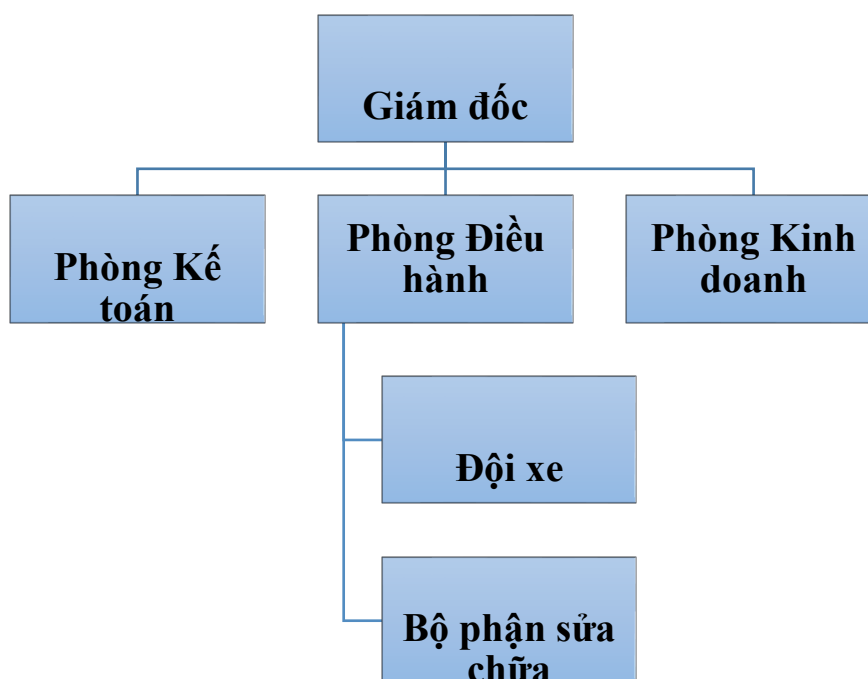 Giám đốc
Phòng Kế
toán
Phòng Điều
hành
Phòng Kinh
doanh
Đội xe
Bộ phận sửa
chữa